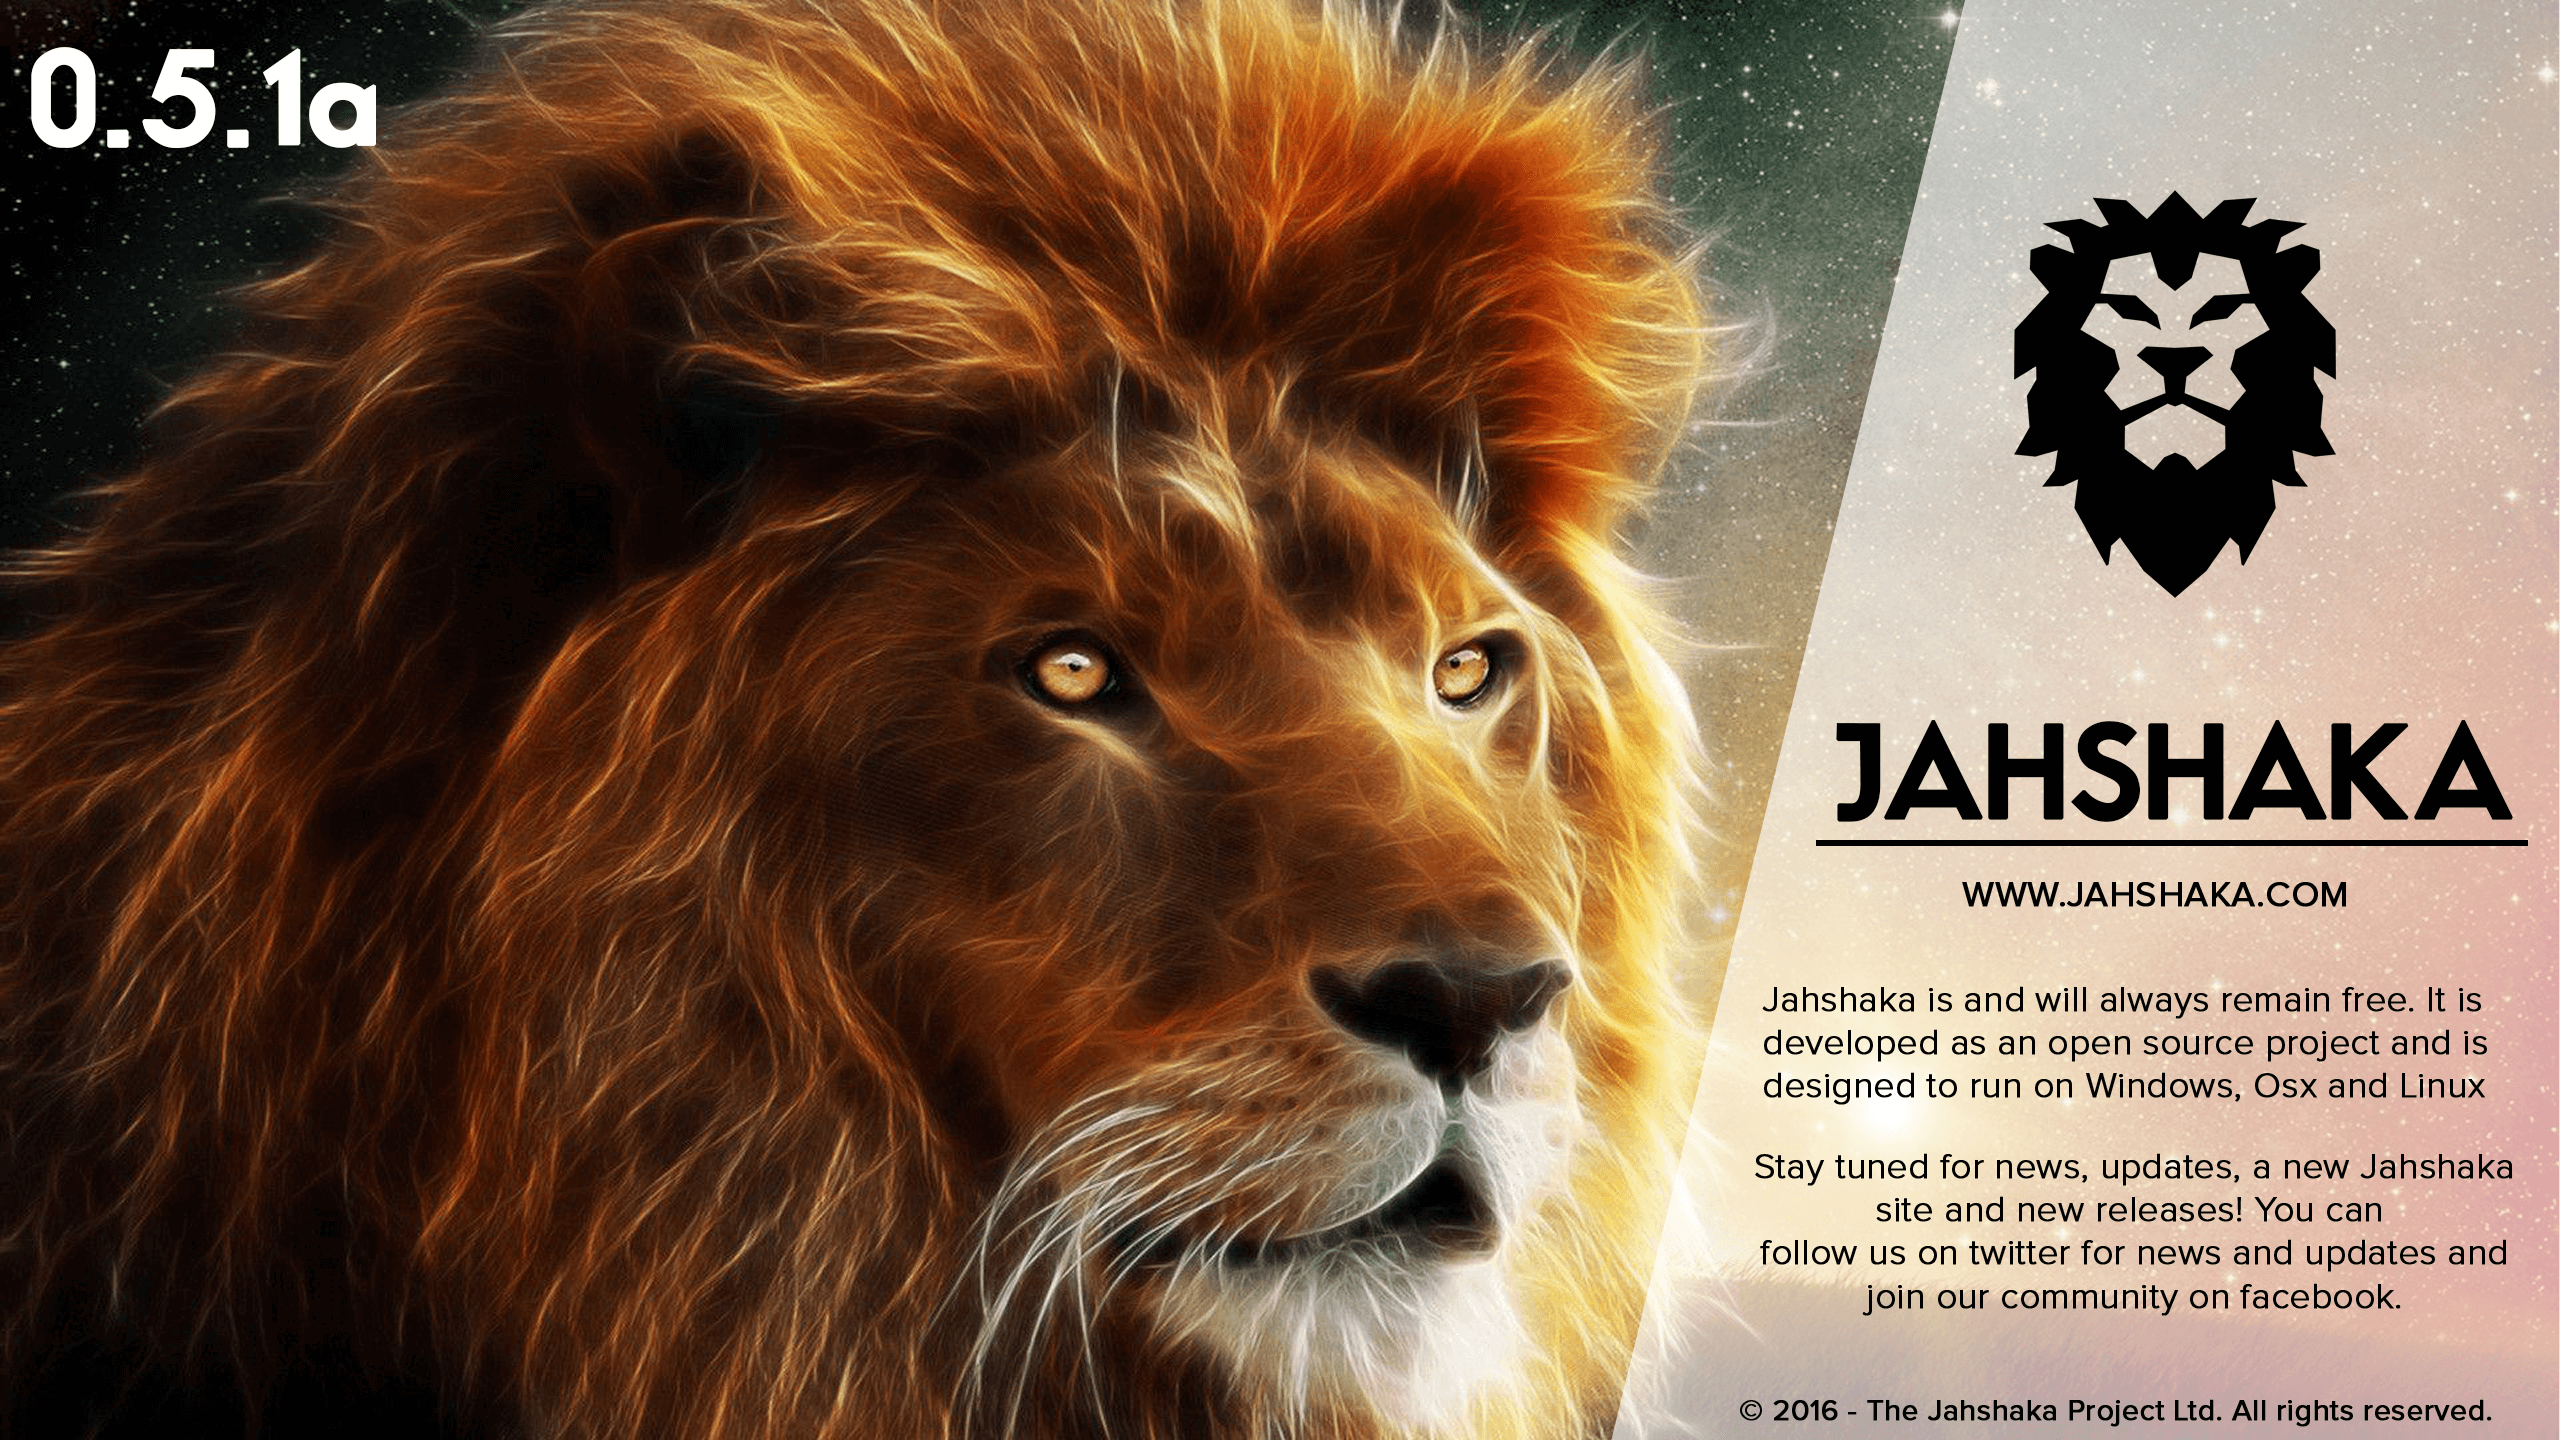 0.5.1a
JAHSHAKA
WWW.JAHSHAKA.COM
Jahshaka is and will always remain free. It is
developed as an open source project and is
designed to run on Windows, Osx and Linux
Stay tuned for news, updates, a new Jahshaka
site and new releases! You can
follow us on twitter for news and updates and
join our community on facebook.
© 2016 - The Jahshaka Project Ltd. All rights reserved.